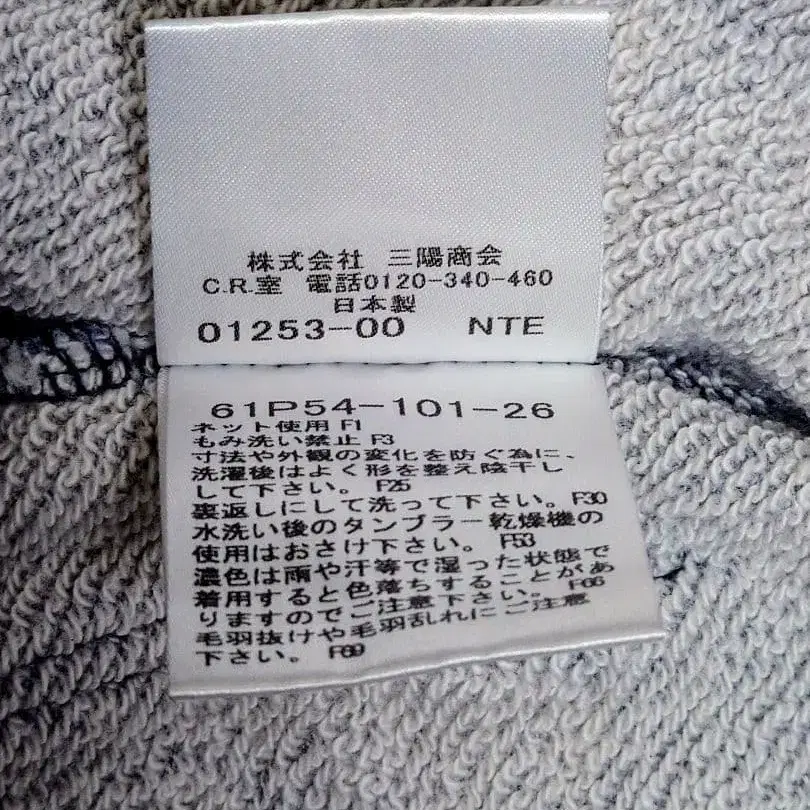 株式会社 三陽商会
C.R.室 電話0120-340-460
日本製
01253-00 NTE
61P54-101-26
ネット使用 F1
もみ洗い禁止 F3
寸法や外観の変化を防ぐ為に、
洗濯後はよく形を整え陰干し
して下さい。 F25
裏返しにして洗って下さい。F30
水洗い後のタンブラー乾燥機の
使用はおさけ下さい。 F53
濃色は雨や汗等で湿った状態で
着用すると色落ちすることがあ
りますのでご注意下さい。 F66
毛羽抜けや毛羽乱れにご注意
下さい。 F69